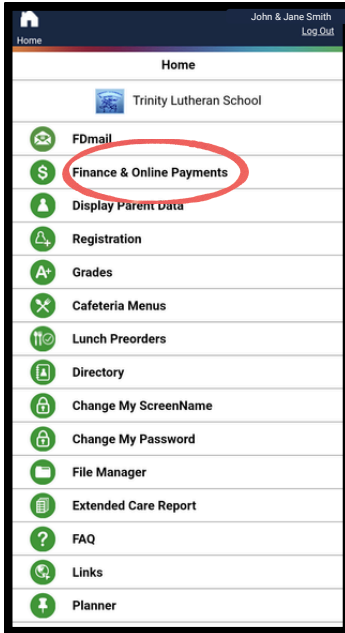 John & Jane Smith
Log Out
Home
Home
Trinity Lutheran School
FDmail
$ Finance & Online Payments
Display Parent Data
Registration
A+ Grades
Cafeteria Menus
Lunch Preorders
Directory
Change My ScreenName
Change My Password
File Manager
Extended Care Report
? FAQ
Links
Planner